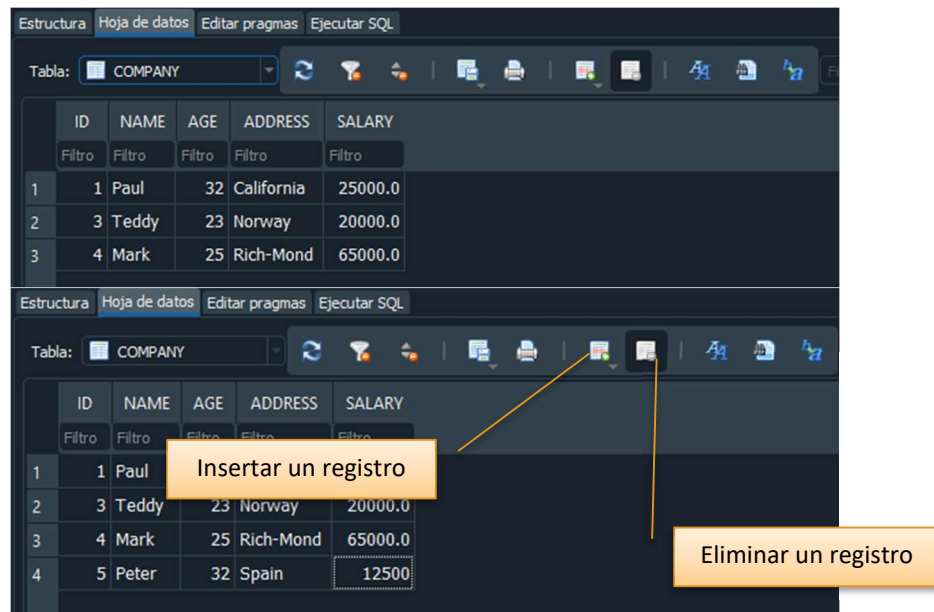 Estructura Hoja de datos Editar pragmas Ejecutar SQL
Tabla: COMPANY
ID NAME AGE ADDRESS SALARY
Filtro Filtro Filtro Filtro Filtro
1 1 Paul 32 California 25000.0
2 3 Teddy 23 Norway 20000.0
3 4 Mark 25 Rich-Mond 65000.0
Estructura Hoja de datos Editar pragmas Ejecutar SQL
Tabla: COMPANY
ID NAME AGE ADDRESS SALARY
Filtro Filtro Filtro Filtro Filtro
Insertar un registro
1 1 Paul
2 3 Teddy 23 Norway 20000.0
3 4 Mark 25 Rich-Mond 65000.0
Eliminar un registro
4 5 Peter 32 Spain 12500